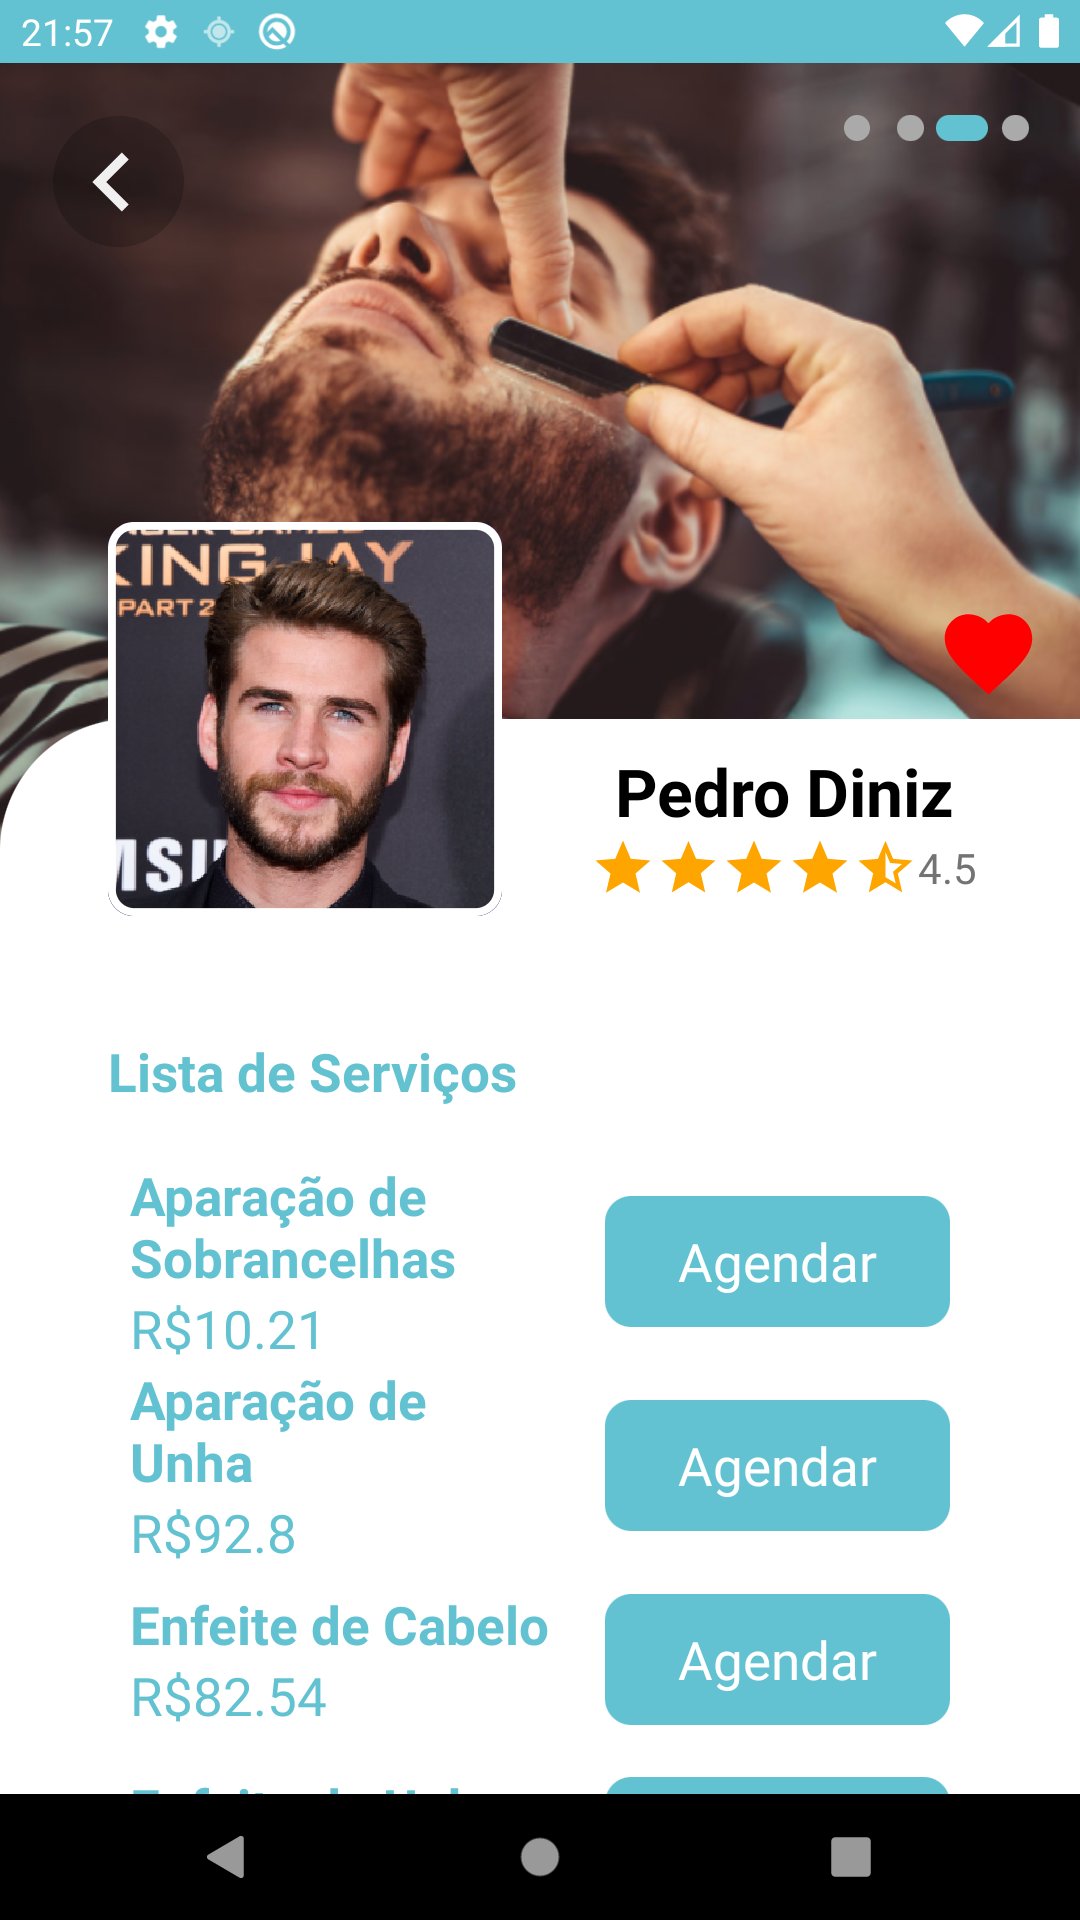 21:57
KING JAY
PART 2
Pedro Diniz
4.5
Lista de Serviços
Aparação de
Sobrancelhas
R$10.21
Agendar
Aparação de
Unha
R$92.8
Agendar
Enfeite de Cabelo
R$82.54
Agendar